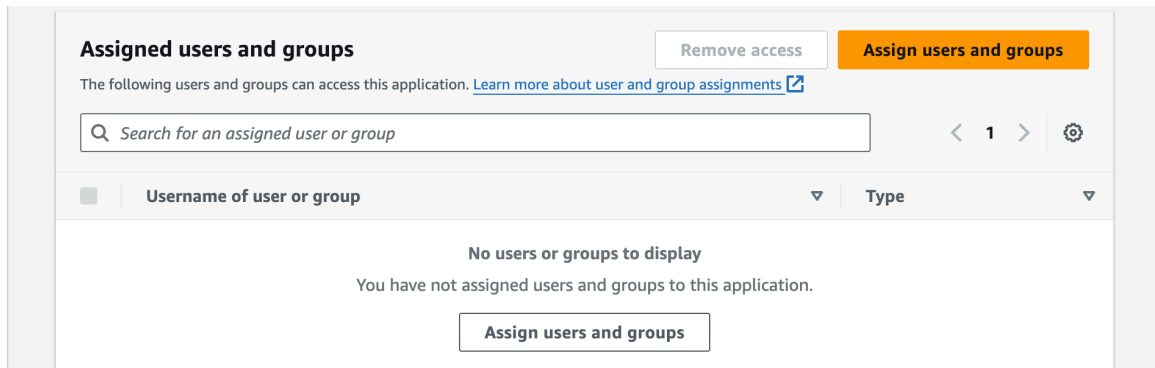 Assigned users and groups
Remove access
Assign users and groups
The following users and groups can access this application. Learn more about user and group assignments
Search for an assigned user or group
1
Username of user or group
Type
No users or groups to display
You have not assigned users and groups to this application.
Assign users and groups